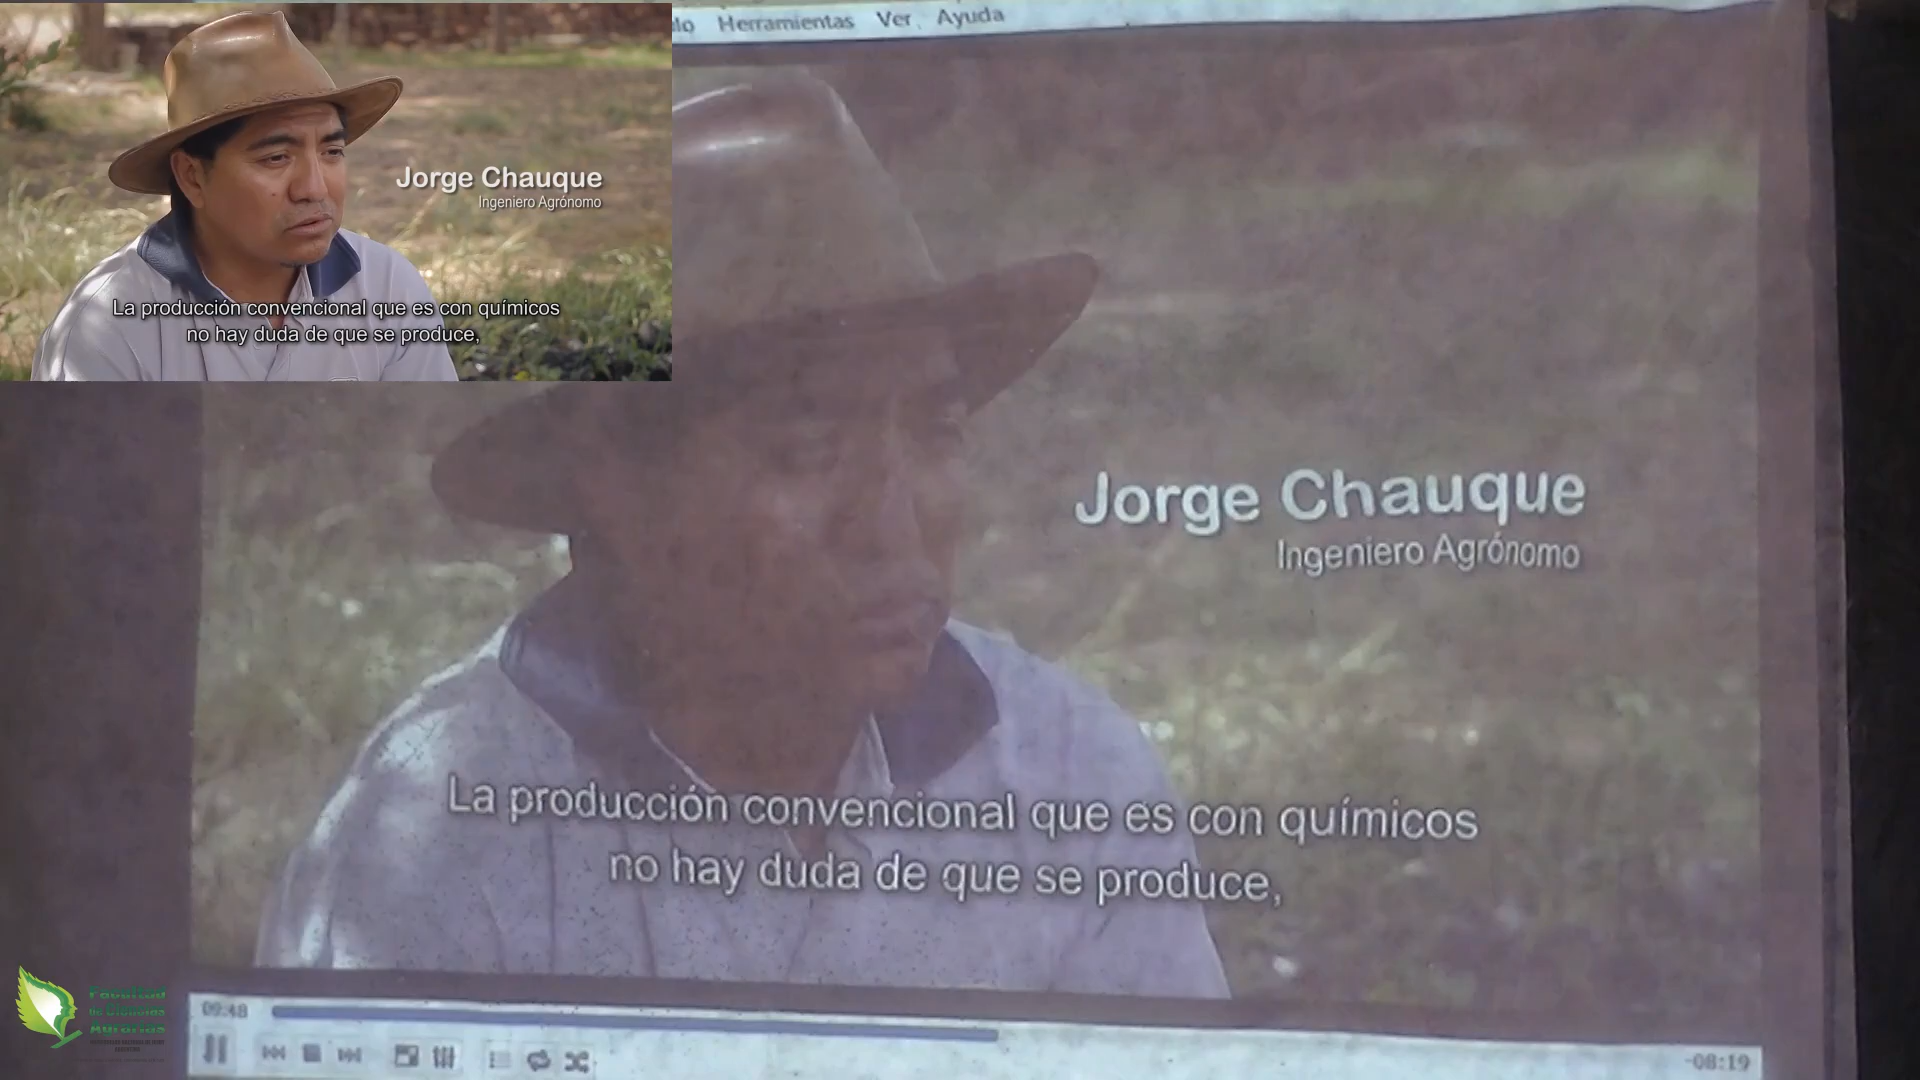 Herramientas Ver Ayuda
Jorge Chauque
Ingeniero Agrónomo
La producción convencional que es con químicos
no hay duda de que se produce,
Jorge Chauque
Ingeniero Agrónomo
La producción convencional que es con químicos
no hay duda de que se produce,
Facultad
de Ciencias
Agrarias
09:48
-08:19